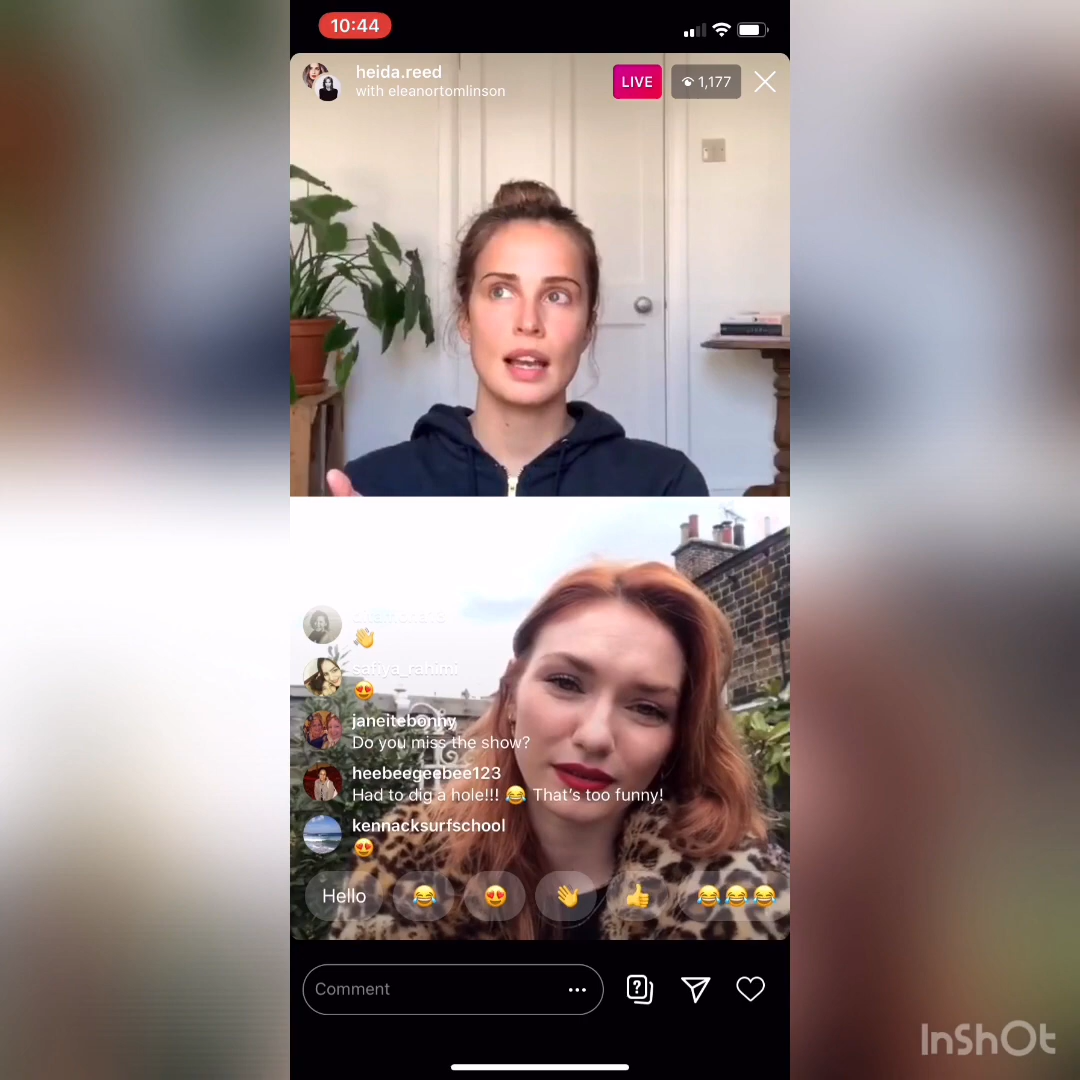 10:44
heida.reed
with eleanortomlinson
LIVE
1,177
safiya_rahimi
janeitebonny
Do you miss the show?
heebeegeebee123
Had to dig a hole!!! 😂 That's too funny!
kennacksurfschool
Hello
Comment
InShOt